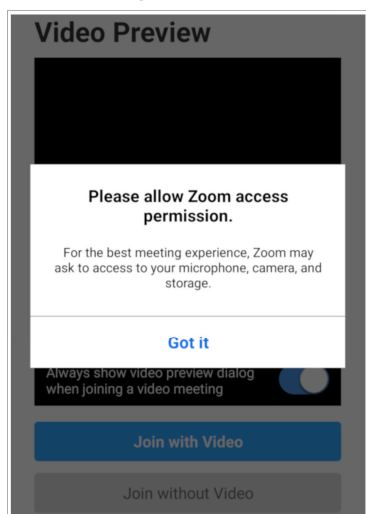 Video Preview
Please allow Zoom access
permission.
For the best meeting experience, Zoom may
ask to access to your microphone, camera, and
storage.
Got it
Always show video preview dialog
when joining a video meeting
Join with Video
Join without Video